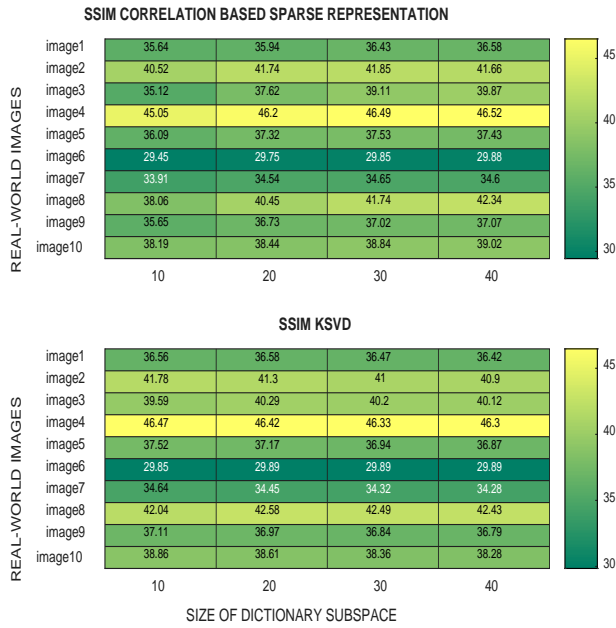 SSIM CORRELATION BASED SPARSE REPRESENTATION
REAL-WORLD IMAGES
image1 35.64 35.94 36.43 36.58
image2 40.52 41.74 41.85 41.66
image3 35.12 37.62 39.11 39.87
image4 45.05 46.2 46.49 46.52
image5 36.09 37.32 37.53 37.43
image6 29.45 29.75 29.85 29.88
image7 33.91 34.54 34.65 34.6
image8 38.06 40.45 41.74 42.34
image9 35.65 36.73 37.02 37.07
image10 38.19 38.44 38.84 39.02
10 20 30 40
45
40
35
30
SSIM KSVD
REAL-WORLD IMAGES
image1 36.56 36.58 36.47 36.42
image2 41.78 41.3 41 40.9
image3 39.59 40.29 40.2 40.12
image4 46.47 46.42 46.33 46.3
image5 37.52 37.17 36.94 36.87
image6 29.85 29.89 29.89 29.89
image7 34.64 34.45 34.32 34.28
image8 42.04 42.58 42.49 42.43
image9 37.11 36.97 36.84 36.79
image10 38.86 38.61 38.36 38.28
10 20 30 40
45
40
35
30
SIZE OF DICTIONARY SUBSPACE